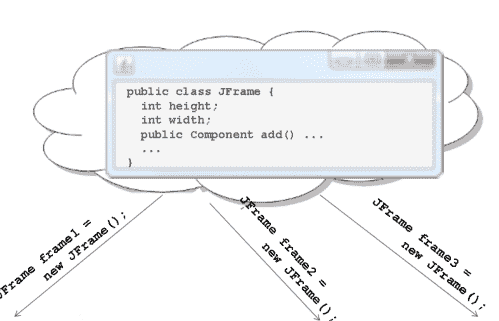 public class JFrame {
int height;
int width;
public Component add() ...
...
}
JFrame frame1 =
new JFrame();
JFrame frame2 =
new JFrame();
JFrame frame3 =
new JFrame();